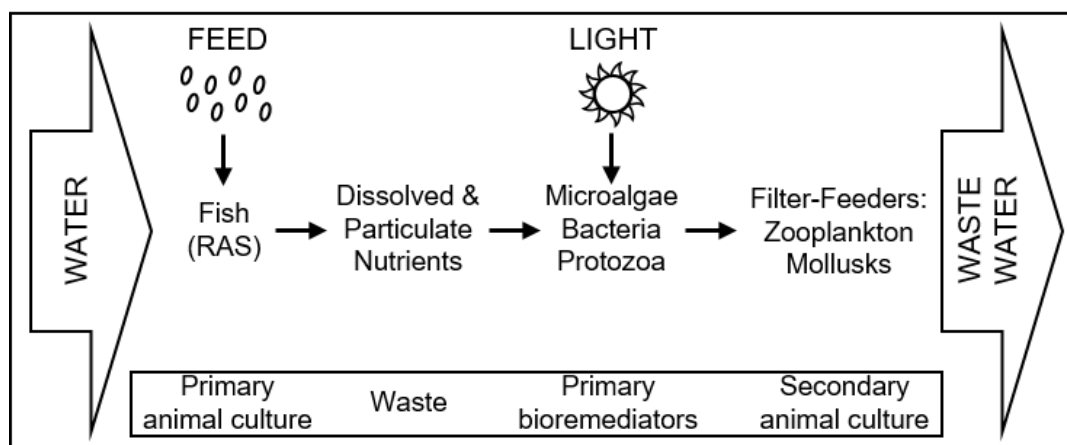 FEED
LIGHT
WATER
Fish
(RAS)
Dissolved &
Particulate
Nutrients
Microalgae
Bacteria
Protozoa
Filter-Feeders:
Zooplankton
Mollusks
WASTE
WATER
Primary
animal culture
Waste
Primary
bioremediators
Secondary
animal culture